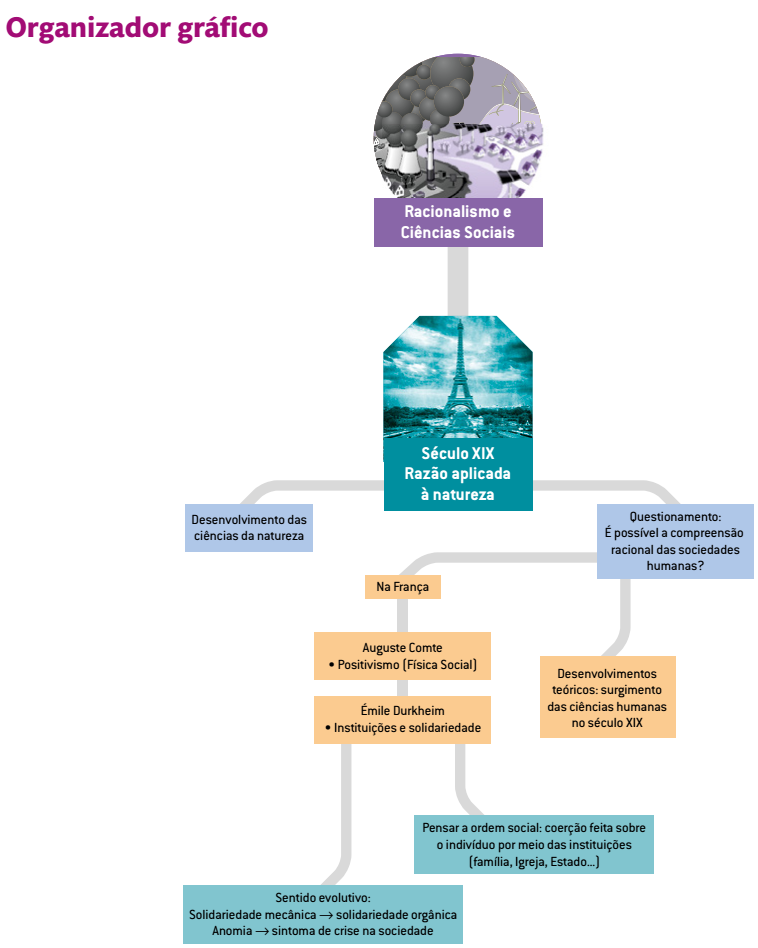 Organizador gráfico
Racionalismo e
Ciências Sociais
Século XIX
Razão aplicada
à natureza
Desenvolvimento das
ciências da natureza
Questionamento:
É possível a compreensão
racional das sociedades
humanas?
Na França
Auguste Comte
• Positivismo (Física Social)
Émile Durkheim
• Instituições e solidariedade
Desenvolvimentos
teóricos: surgimento
das ciências humanas
no século XIX
Pensar a ordem social: coerção feita sobre
o indivíduo por meio das instituições
(família, Igreja, Estado...)
Sentido evolutivo:
Solidariedade mecânica → solidariedade orgânica
Anomia → sintoma de crise na sociedade